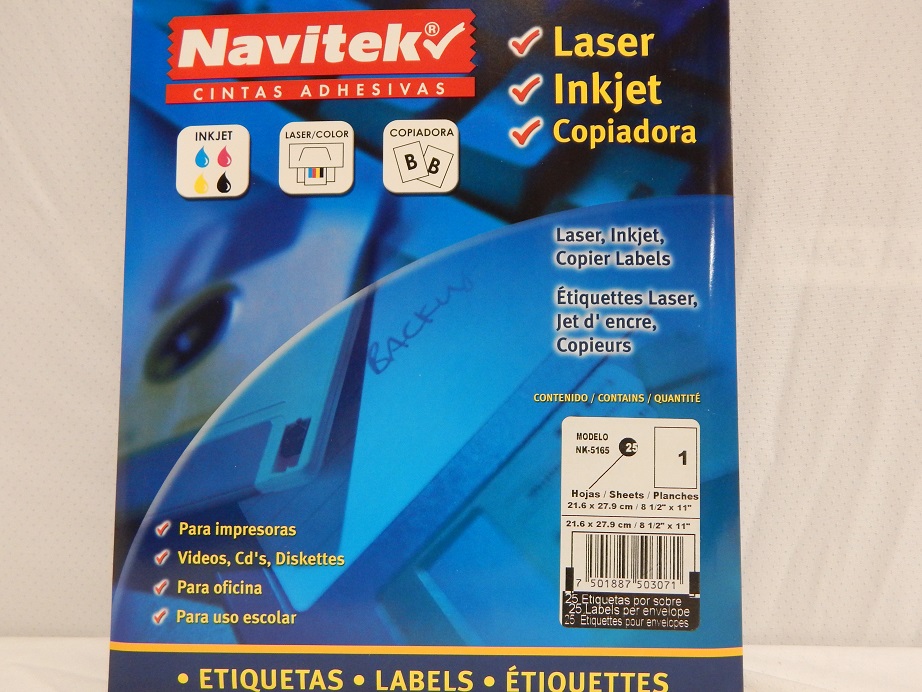 Navitek®
CINTAS ADHESIVAS
Laser
Inkjet
Copiadora
INKJET
LASER/COLOR
COPIADORA
B B
Laser, Inkjet,
Copier Labels
Étiquettes Laser,
Jet d' encre,
Copieurs
BACKUP
CONTENIDO / CONTAINS / QUANTITÉ
MODELO
NK-5165
25
1
Hojas / Sheets / Planches
21.6 x 27.9 cm / 8 1/2" x 11"
21.6 x 27.9 cm / 8 1/2" x 11"
7 501887 503071
25 Etiquetas por sobre
25 Labels per envelope
25 Etiquettes pour envelopes
Para impresoras
Videos, Cd's, Diskettes
Para oficina
Para uso escolar
• ETIQUETAS • LABELS • ÉTIQUETTES